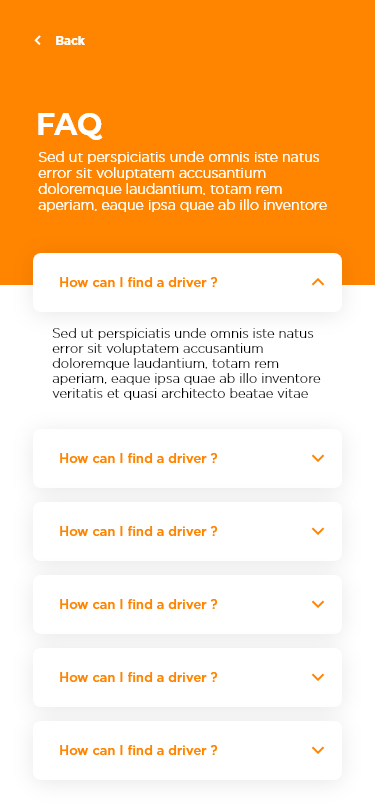 Back
FAQ
Sed ut perspiciatis unde omnis iste natus
error sit voluptatem accusantium
doloremque laudantium, totam rem
aperiam, eaque ipsa quae ab illo inventore
How can I find a driver ?
Sed ut perspiciatis unde omnis iste natus
error sit voluptatem accusantium
doloremque laudantium, totam rem
aperiam, eaque ipsa quae ab illo inventore
veritatis et quasi architecto beatae vitae
How can I find a driver ?
How can I find a driver ?
How can I find a driver ?
How can I find a driver ?
How can I find a driver ?